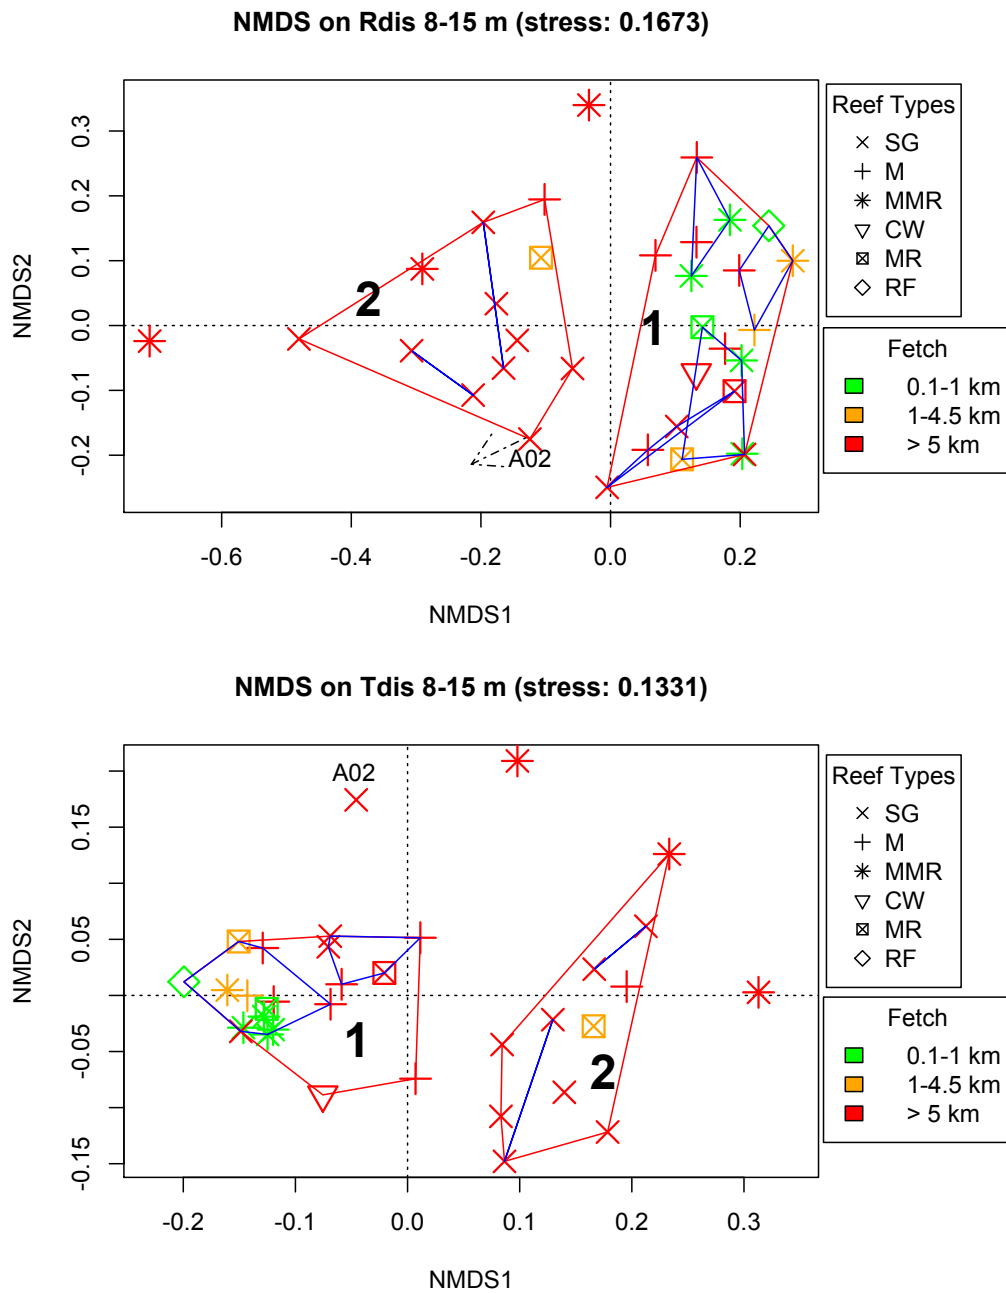 NMDS on Rdis 8-15 m (stress: 0.1673)
NMDS2
0.3
0.2
0.1
0.0
-0.1
-0.2
2
1
A02
-0.6
-0.4
-0.2
0.0
0.2
NMDS1
Reef Types
SG
M
MMR
CW
MR
RF
Fetch
0.1-1 km
1-4.5 km
> 5 km
NMDS on Tdis 8-15 m (stress: 0.1331)
NMDS2
0.15
0.05
-0.05
-0.15
A02
1
2
-0.2
-0.1
0.0
0.1
0.2
0.3
NMDS1
Reef Types
SG
M
MMR
CW
MR
RF
Fetch
0.1-1 km
1-4.5 km
> 5 km